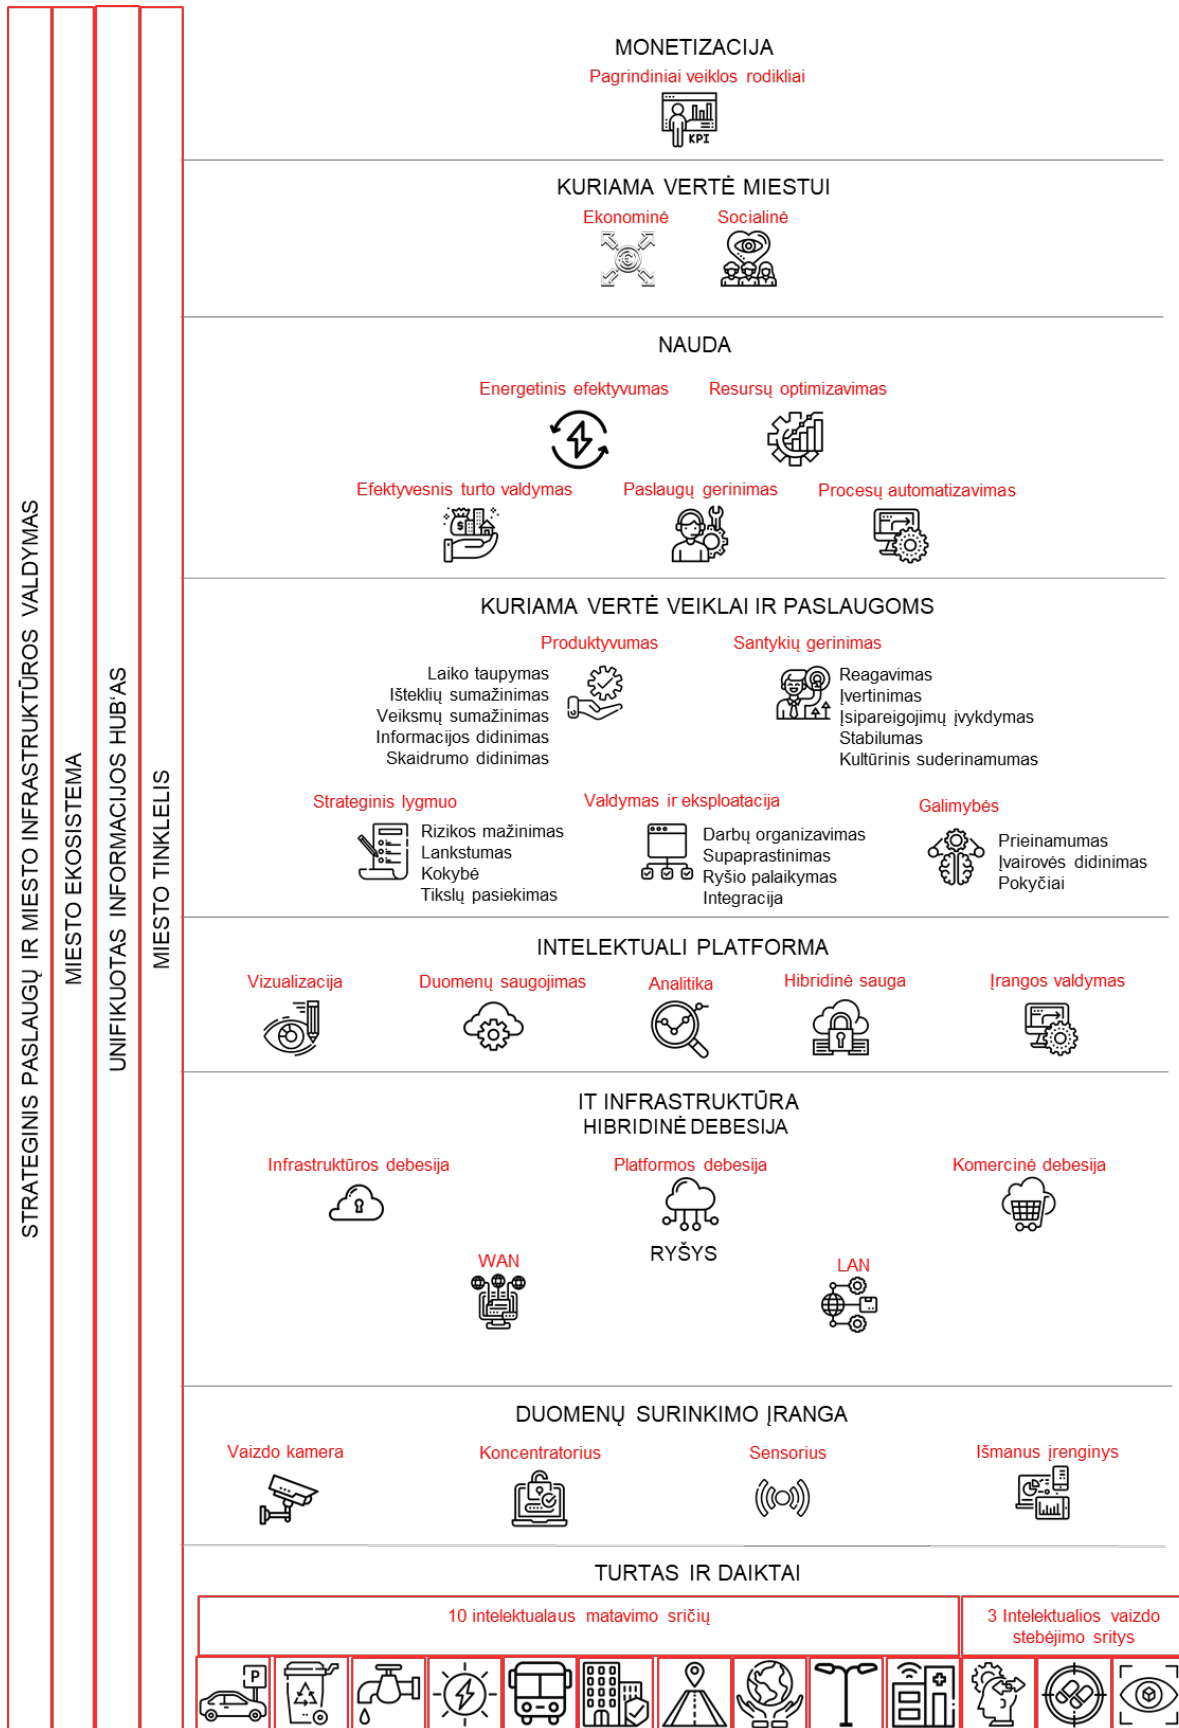 STRATEGINIS PASLAUGŲ IR MIESTO INFRASTRUKTŪROS VALDYMAS
MIESTO EKOSISTEMA
UNIFIKUOTAS INFORMACIJOS HUB'AS
MIESTO TINKLELIS
MONETIZACIJA
Pagrindiniai veiklos rodikliai
KPI
KURIAMA VERTĖ MIESTUI
Ekonominė
Socialinė
NAUDA
Energetinis efektyvumas
Resursų optimizavimas
Efektyvesnis turto valdymas
Paslaugų gerinimas
Procesų automatizavimas
KURIAMA VERTĖ VEIKLAI IR PASLAUGOMS
Produktyvumas
Laiko taupymas
Išteklių sumažinimas
Veiksmų sumažinimas
Informacijos didinimas
Skaidrumo didinimas
Santykių gerinimas
Reagavimas
Įvertinimas
Įsipareigojimų įvykdymas
Stabilumas
Kultūrinis suderinamumas
Strateginis lygmuo
Rizikos mažinimas
Lankstumas
Kokybė
Tikslų pasiekimas
Valdymas ir eksploatacija
Darbų organizavimas
Supaprastinimas
Ryšio palaikymas
Integracija
Galimybės
Prieinamumas
Įvairovės didinimas
Pokyčiai
INTELEKTUALI PLATFORMA
Vizualizacija
Duomenų saugojimas
Analitika
Hibridinė sauga
Įrangos valdymas
IT INFRASTRUKTŪRA
HIBRIDINĖ DEBESIJA
Infrastruktūros debesija
Platformos debesija
Komercinė debesija
RYŠYS
WAN
LAN
DUOMENŲ SURINKIMO ĮRANGA
Vaizdo kamera
Koncentratorius
Sensorius
Išmanus įrenginys
TURTAS IR DAIKTAI
10 intelektualaus matavimo sričių
3 Intelektualios vaizdo
stebėjimo sritys
P